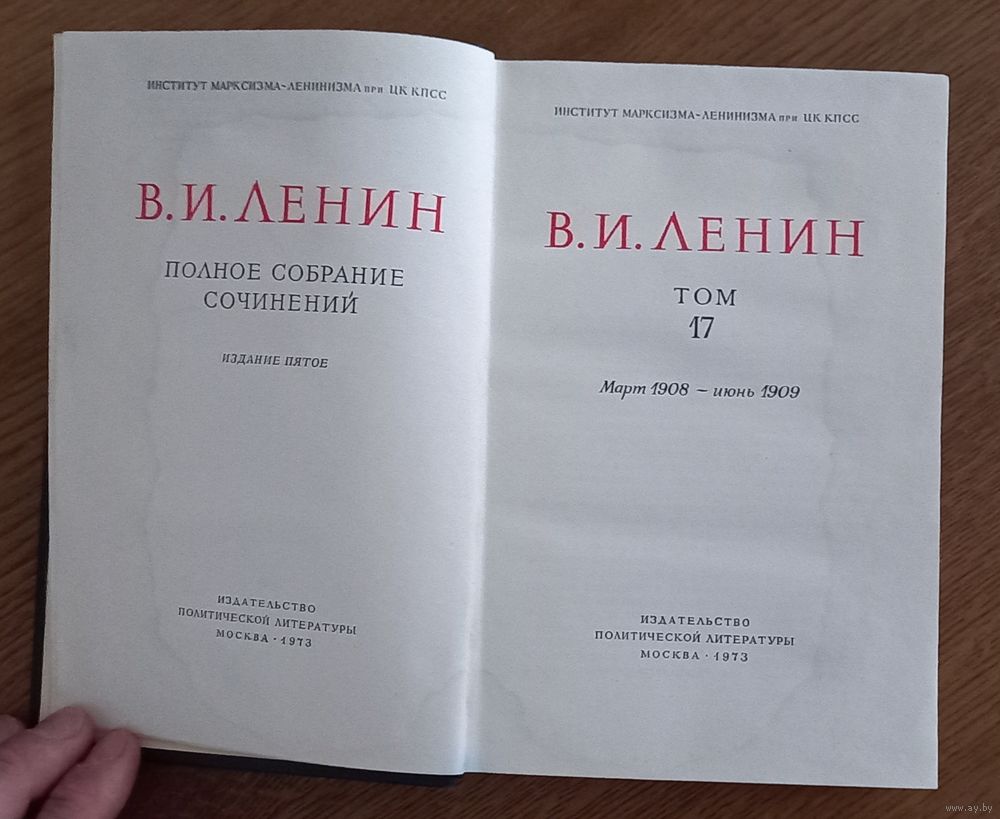 ИНСТИТУТ МАРКСИЗМА-ЛЕНИНИЗМА при ЦК КПСС
В. И. ЛЕНИН
ПОЛНОЕ СОБРАНИЕ
СОЧИНЕНИЙ
ИЗДАНИЕ ПЯТОЕ
ИЗДАТЕЛЬСТВО
ПОЛИТИЧЕСКОЙ ЛИТЕРАТУРЫ
МОСКВА · 1973
ИНСТИТУТ МАРКСИЗМА-ЛЕНИНИЗМА при ЦК КПСС
В. И. ЛЕНИН
ТОМ
17
Март 1908 – июнь 1909
ИЗДАТЕЛЬСТВО
ПОЛИТИЧЕСКОЙ ЛИТЕРАТУРЫ
МОСКВА · 1973
www.ay.by